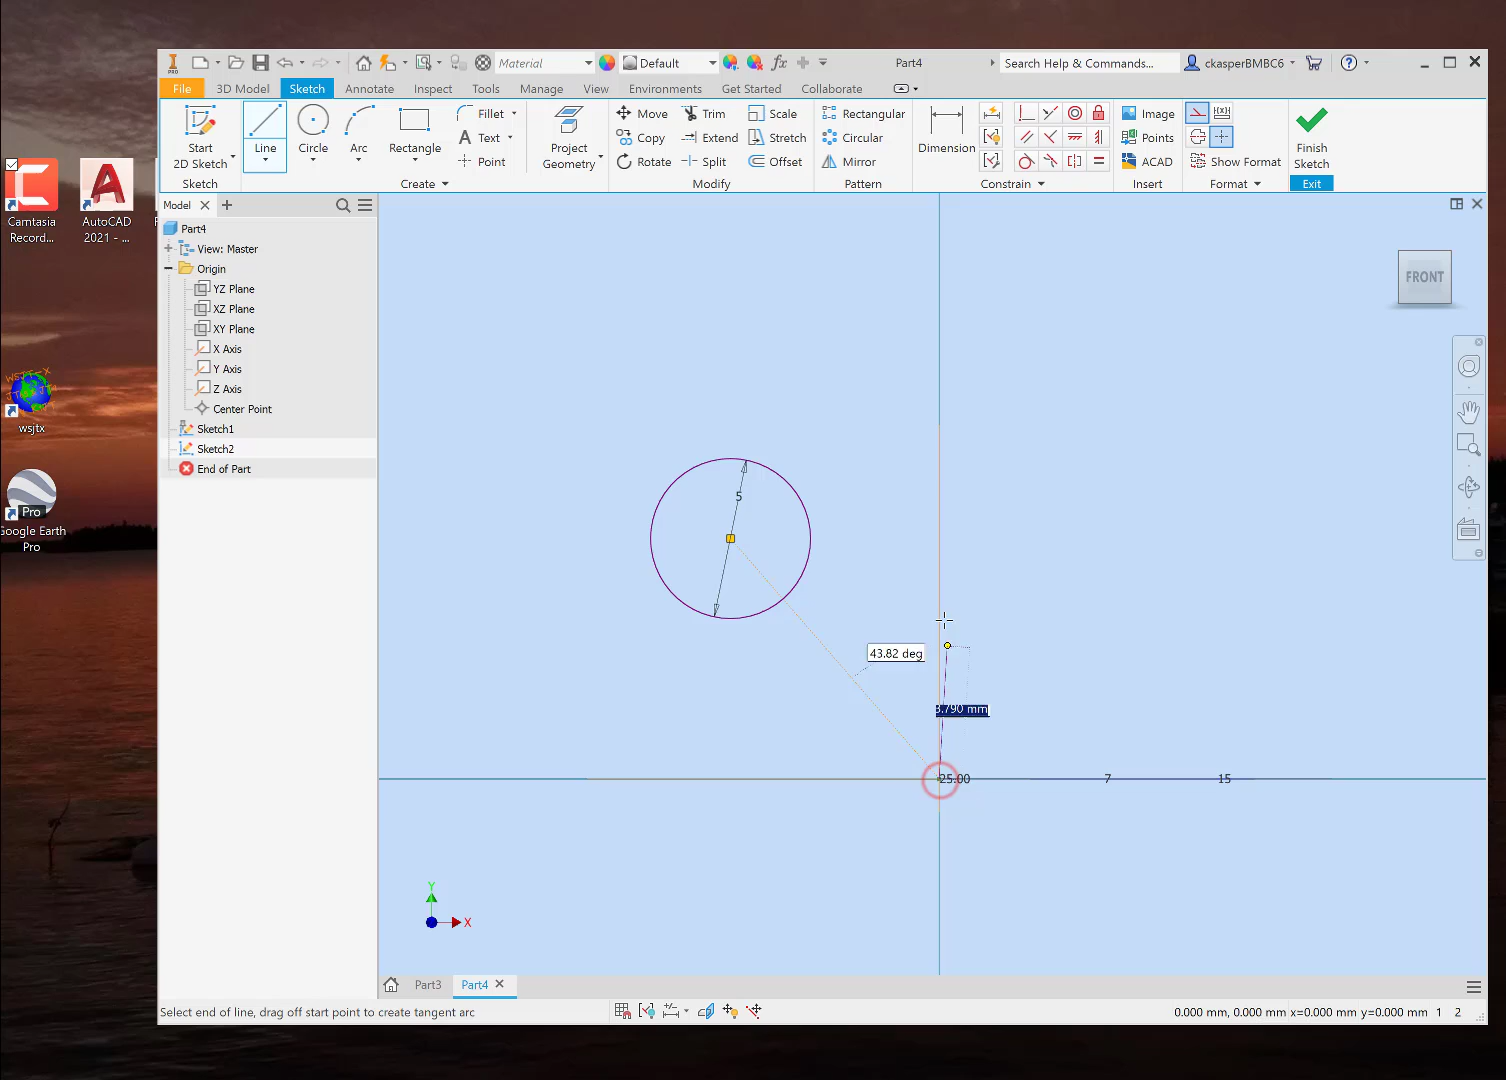 PRO
Material
Default
fx
Part4
Search Help & Commands...
ckasperBMBC6
File
3D Model
Sketch
Annotate
Inspect
Tools
Manage
View
Environments
Get Started
Collaborate
Start
2D Sketch
Line
Circle
Arc
Rectangle
Fillet
Text
Point
Project
Geometry
Move
Copy
Rotate
Trim
Extend
Split
Scale
Stretch
Offset
Rectangular
Circular
Mirror
Dimension
Image
Points
ACAD
Show Format
Finish
Sketch
Sketch
Create
Modify
Pattern
Constrain
Insert
Format
Exit
Model
Part4
View: Master
Origin
YZ Plane
XZ Plane
XY Plane
X Axis
Y Axis
Z Axis
Center Point
Sketch1
Sketch2
End of Part
FRONT
5
43.82 deg
3.790 mm
25.00
7
15
Y
X
Part3
Part4
Select end of line, drag off start point to create tangent arc
0.000 mm, 0.000 mm x=0.000 mm y=0.000 mm 1 2
Camtasia
Record...
AutoCAD
2021 - ...
WSJT-X
wsjtx
Pro
Google Earth
Pro